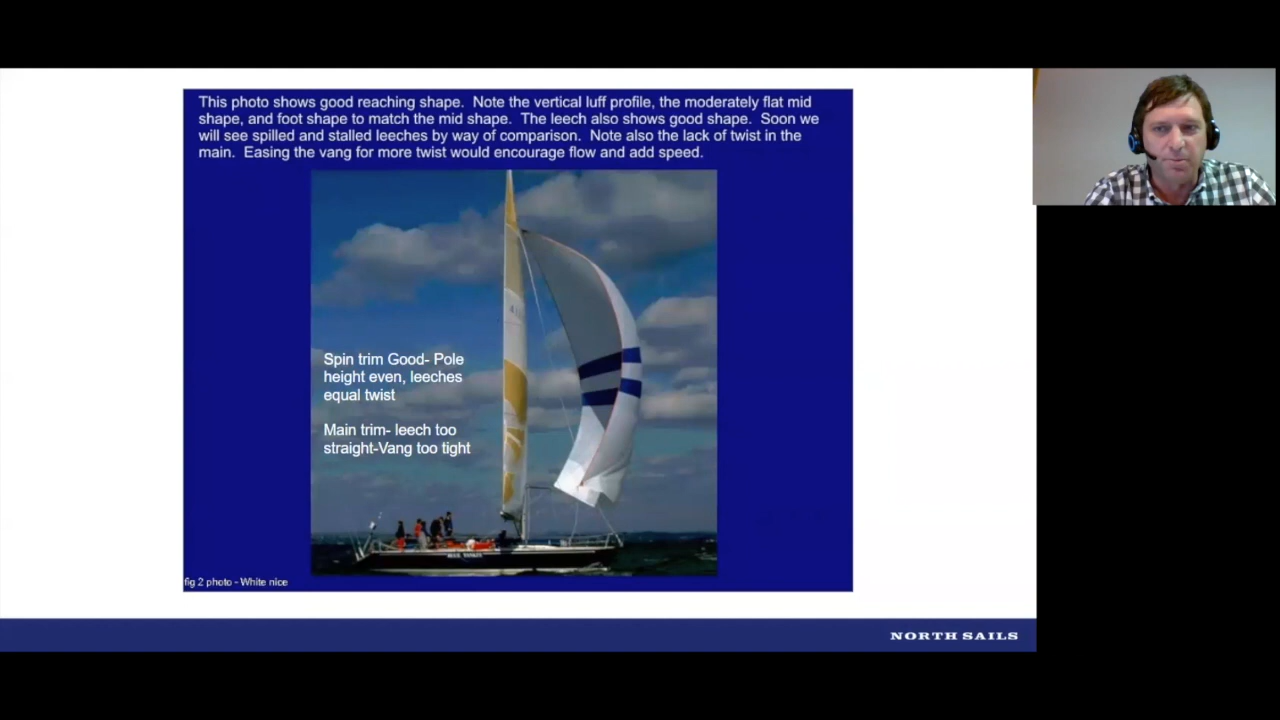 This photo shows good reaching shape.  Note the vertical luff profile, the moderately flat mid
shape, and foot shape to match the mid shape.  The leech also shows good shape.  Soon we
will see spilled and stalled leeches by way of comparison.  Note also the lack of twist in the
main.  Easing the vang for more twist would encourage flow and add speed.
Spin trim Good- Pole
height even, leeches
equal twist
Main trim- leech too
straight-Vang too tight
fig 2 photo - White nice
NORTH SAILS